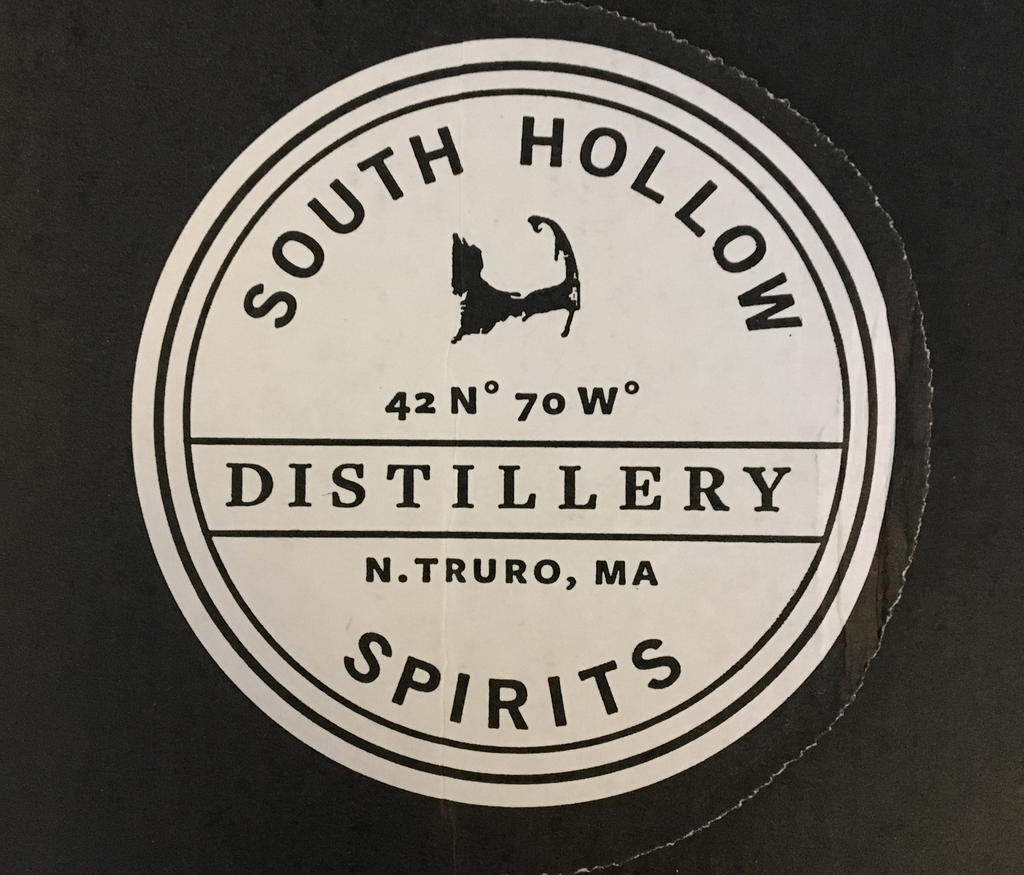 SOUTH HOLLOW
42 N° 70 W°
DISTILLERY
N.TRURO, MA
SPIRITS